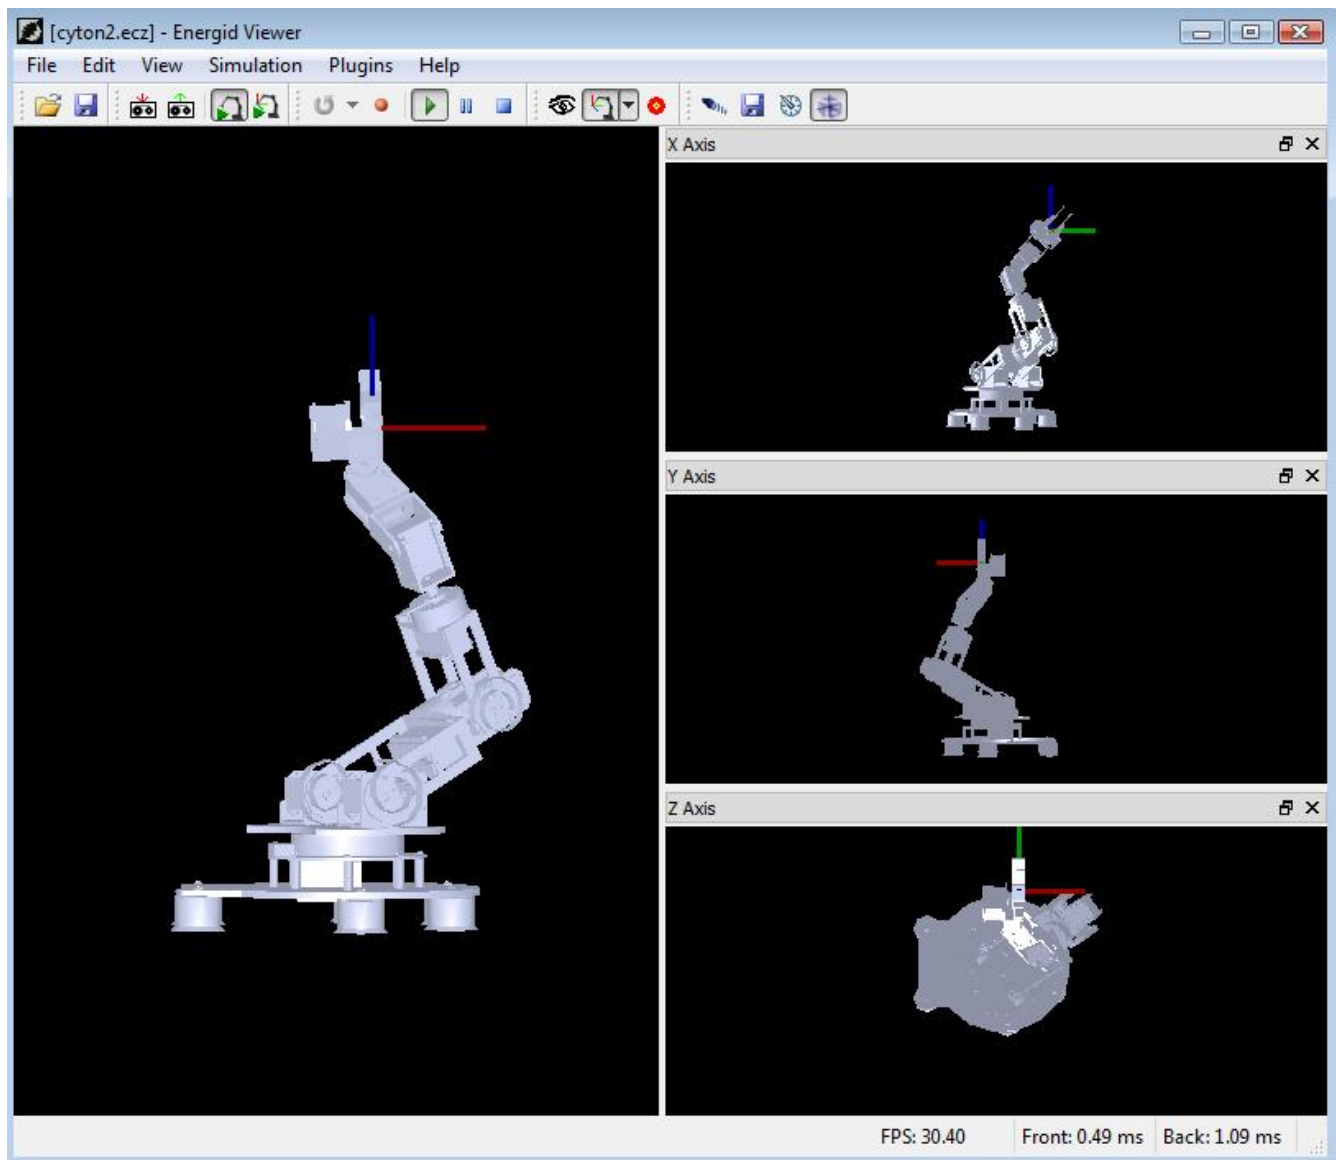 [cyton2.ecz] - Energid Viewer
File Edit View Simulation Plugins Help
X Axis
Y Axis
Z Axis
FPS: 30.40 Front: 0.49 ms Back: 1.09 ms